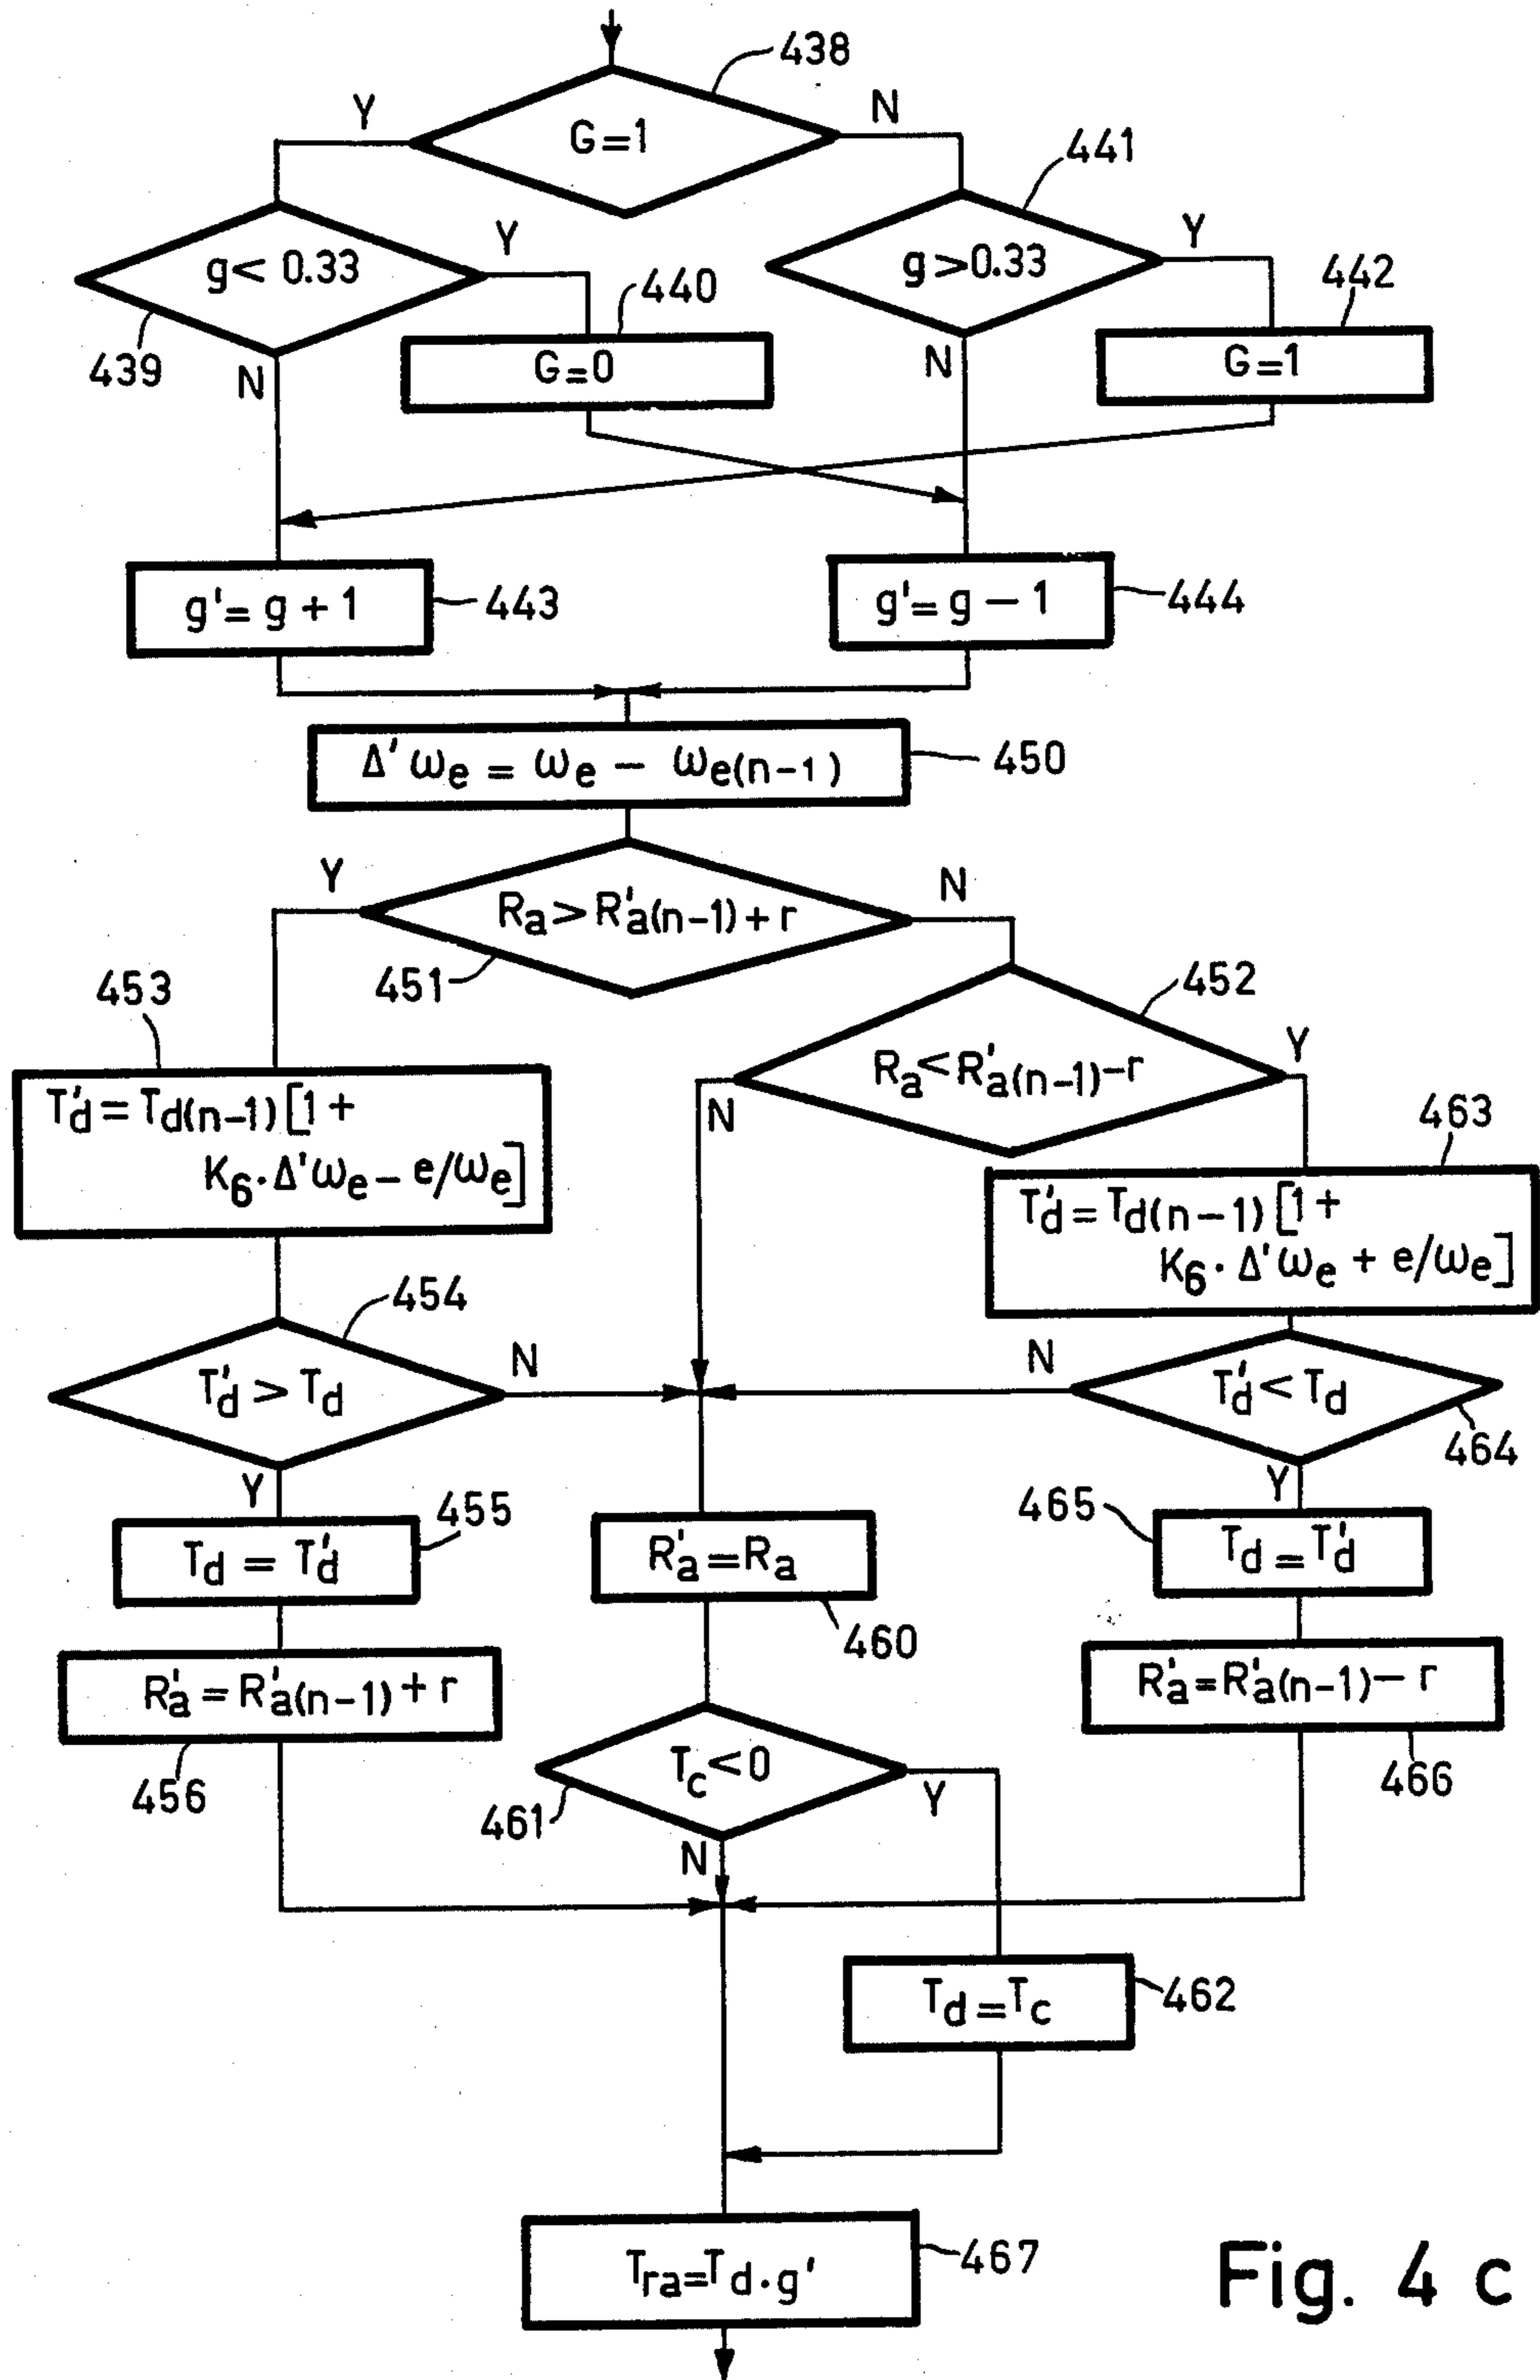 438
Y
N
G=1
441
Y
Y
g< 0.33
g>0.33
440
442
439
N
G=0
N
G=1
g'= g + 1
443
g'= g − 1
444
Δ'ωe = ωe − ωe(n-1)
450
Y
N
Ra > R'a(n-1) + r
451
452
453
Y
Ra < R'a(n-1) − r
N
463
T'd = Td(n-1) [1 +
K6 · Δ'ωe − e/ωe]
T'd = Td(n-1) [1 +
K6 · Δ'ωe + e/ωe]
454
N
N
T'd > Td
T'd < Td
464
Y
Y
455
465
Td = T'd
R'a = Ra
Td = T'd
460
R'a = R'a(n-1) + r
R'a = R'a(n-1) − r
456
Tc < 0
466
461
Y
N
Td = Tc
462
Tra = Td · g'
467
Fig. 4 c